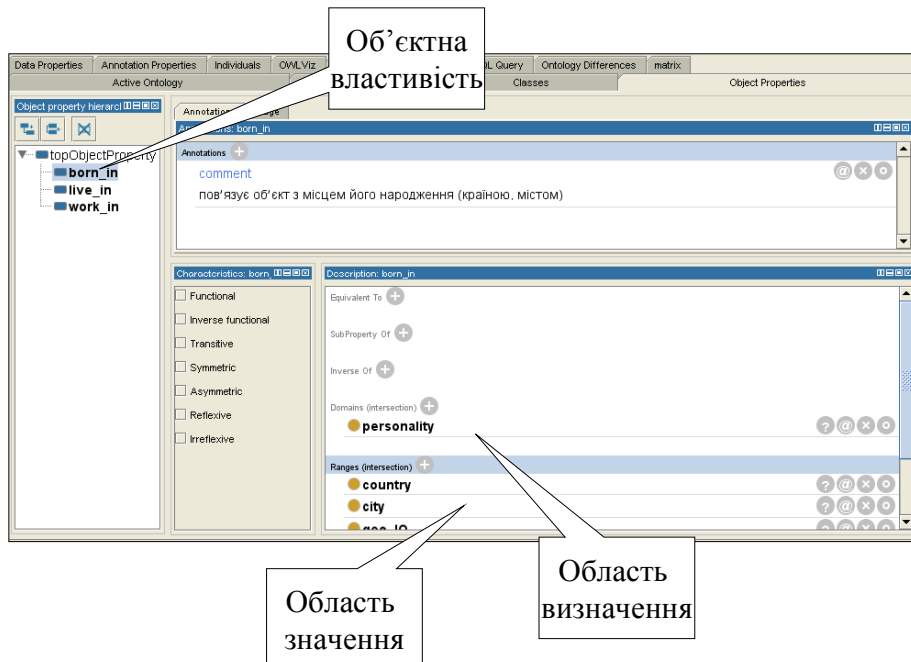 Об’єктна
властивість
Data Properties Annotation Properties Individuals OWLViz Query Ontology Differences matrix
Active Classes Object Properties
Object property
Annotations: born_in
topObjectProperty
born_in
live_in
work_in
Annotations
comment
пов’язує об’єкт з місцем його народження (країною, містом)
Characteristics: born_
Functional
Inverse functional
Transitive
Symmetric
Asymmetric
Reflexive
Irreflexive
Description: born_in
Equivalent To
SubProperty Of
Inverse Of
Domains (intersection)
personality
Ranges (intersection)
country
city
Область
визначення
Область
значення